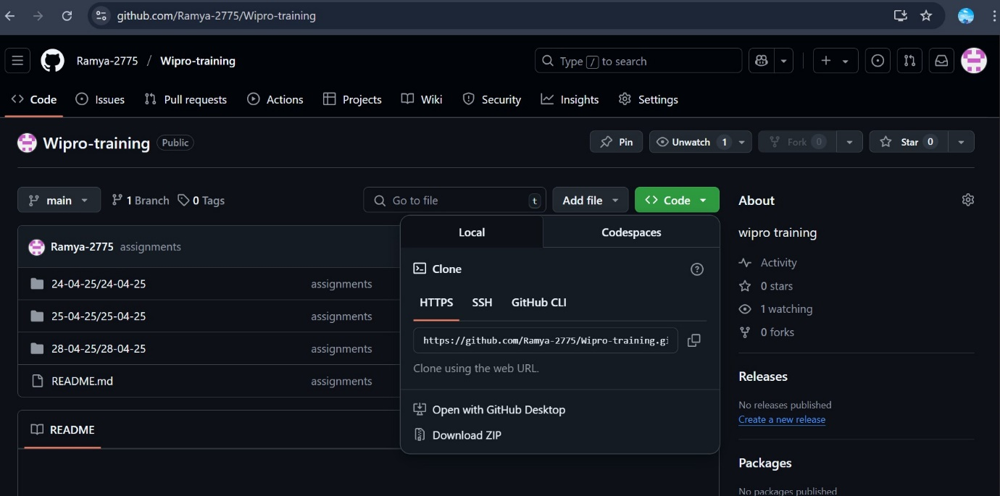 github.com/Ramya-2775/Wipro-training
Ramya-2775 / Wipro-training
Type / to search
Code Issues Pull requests Actions Projects Wiki Security Insights Settings
Wipro-training Public
Pin Unwatch 1 Fork 0 Star 0
main 1 Branch 0 Tags Go to file t Add file Code
About
Local Codespaces
wipro training
Ramya-2775 assignments
Clone
Activity
24-04-25/24-04-25 assignments
0 stars
HTTPS SSH GitHub CLI
1 watching
25-04-25/25-04-25 assignments
0 forks
https://github.com/Ramya-2775/Wipro-training.gi
28-04-25/28-04-25 assignments
Clone using the web URL.
Releases
README.md assignments
No releases published
Open with GitHub Desktop
Create a new release
README
Download ZIP
Packages
No packages published